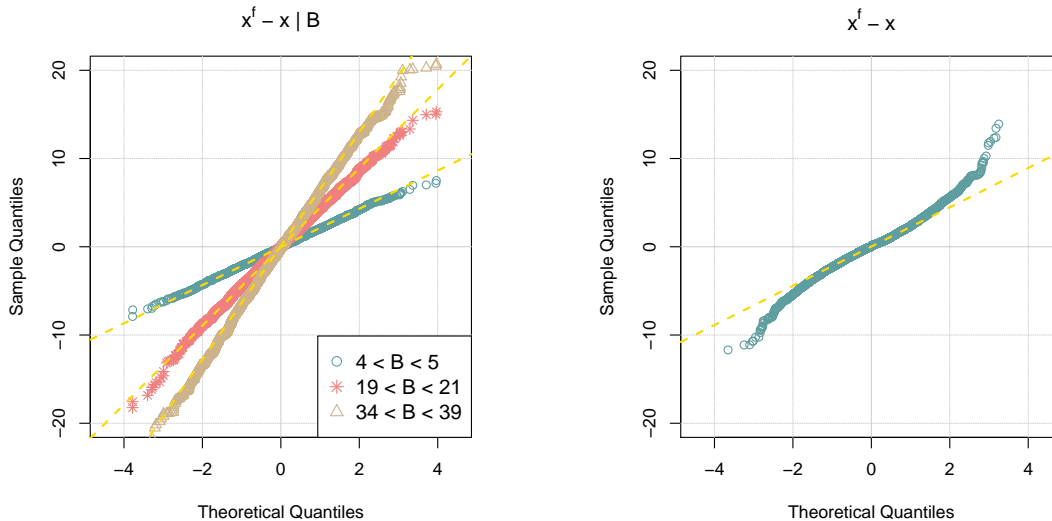 x^f − x | B
Sample Quantiles
20
10
0
−10
−20
4 < B < 5
19 < B < 21
34 < B < 39
−4 −2 0 2 4
Theoretical Quantiles
x^f − x
Sample Quantiles
20
10
0
−10
−20
−4 −2 0 2 4
Theoretical Quantiles